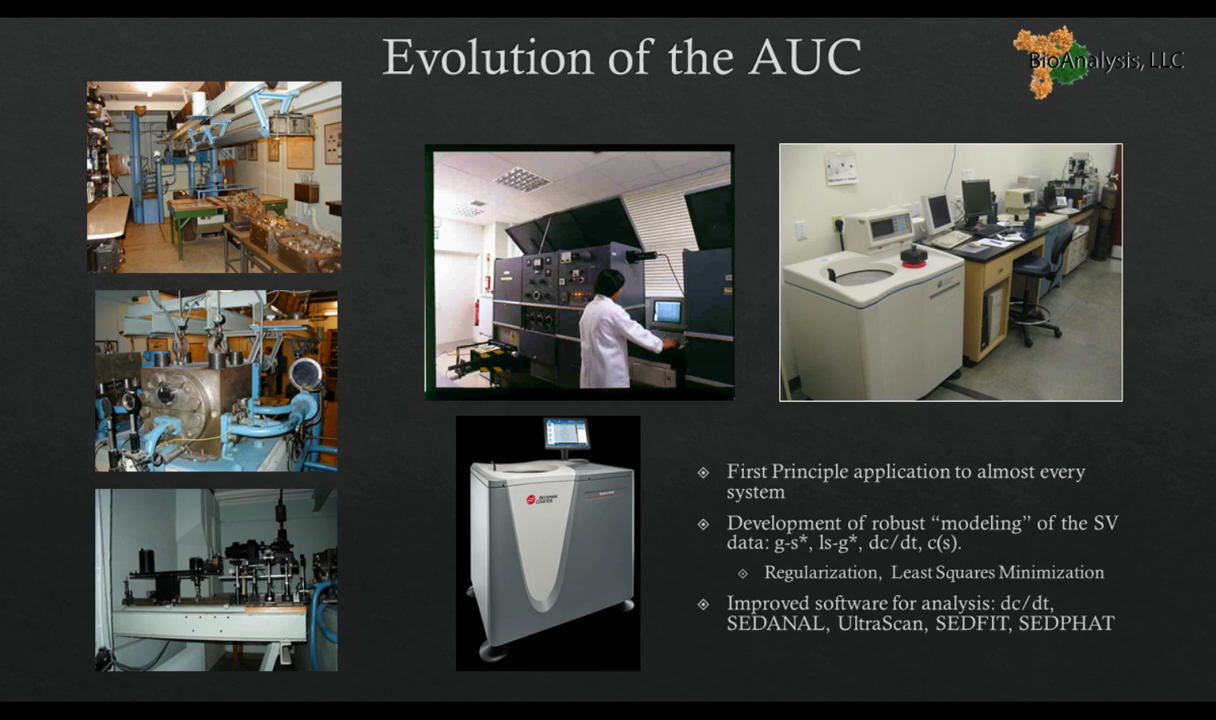 Evolution of the AUC
BioAnalysis, LLC
BECKMAN
COULTER
First Principle application to almost every
system
Development of robust “modeling” of the SV
data: g-s*, ls-g*, dc/dt, c(s).
Regularization, Least Squares Minimization
Improved software for analysis: dc/dt,
SEDANAL, UltraScan, SEDFIT, SEDPHAT